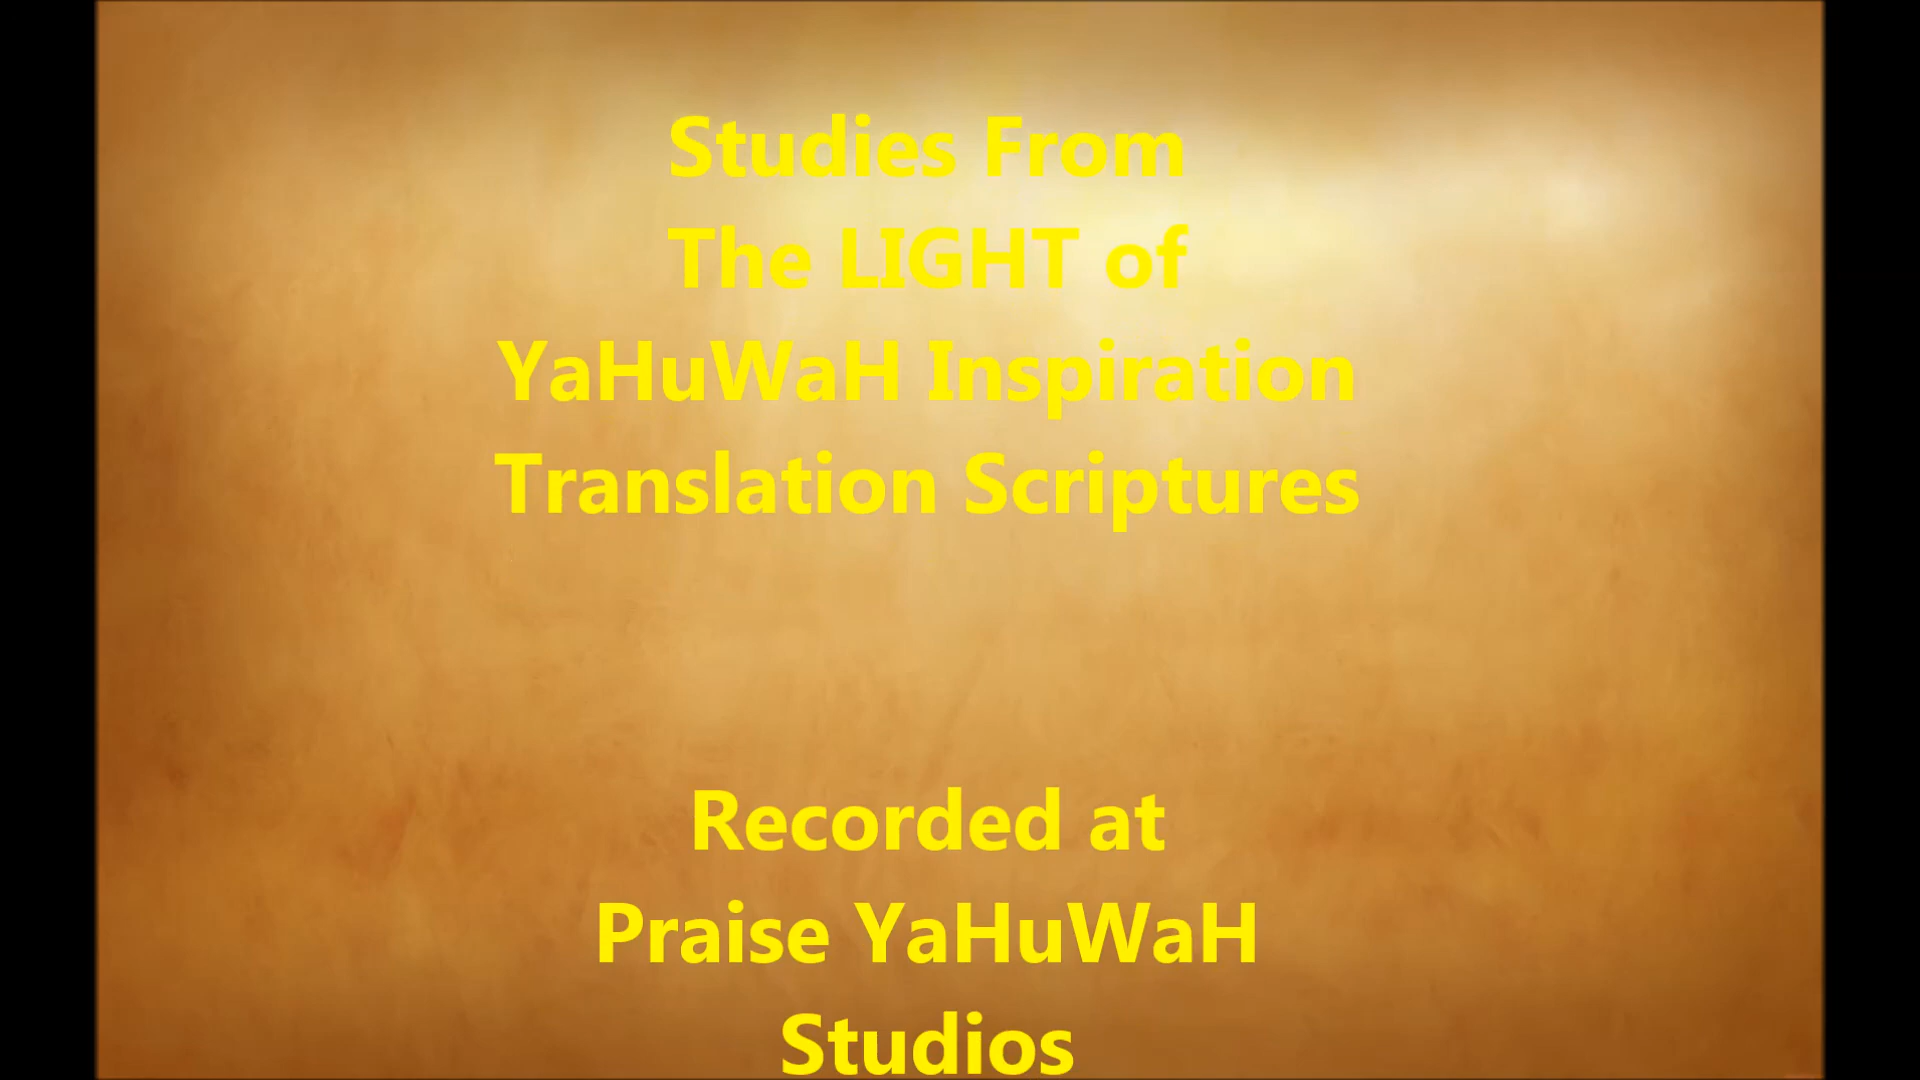 Studies From
The LIGHT of
YaHuWaH Inspiration
Translation Scriptures
Recorded at
Praise YaHuWaH
Studios